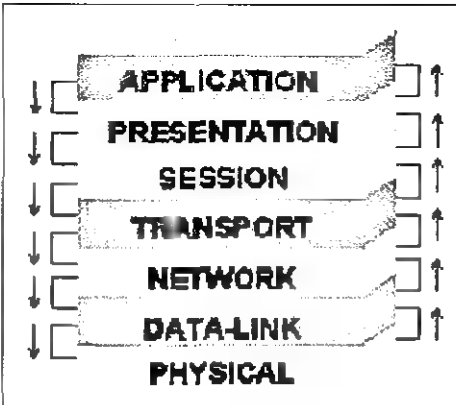 APPLICATION
PRESENTATION
SESSION
TRANSPORT
NETWORK
DATA-LINK
PHYSICAL